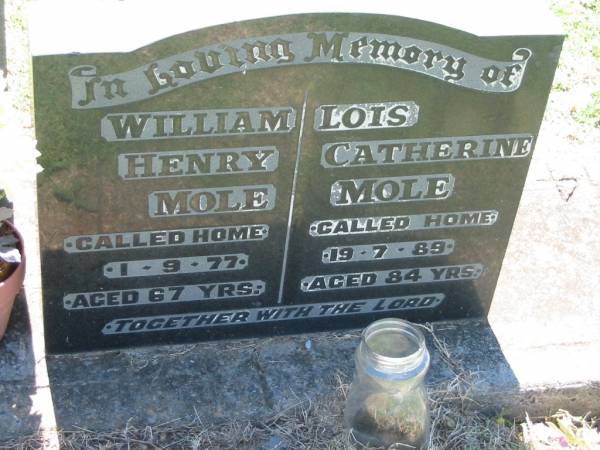 In Loving Memory of
WILLIAM
HENRY
MOLE
CALLED HOME
1 - 9 - 77
AGED 67 YRS.
LOIS
CATHERINE
MOLE
CALLED HOME
19 - 7 - 89
AGED 84 YRS.
TOGETHER WITH THE LORD